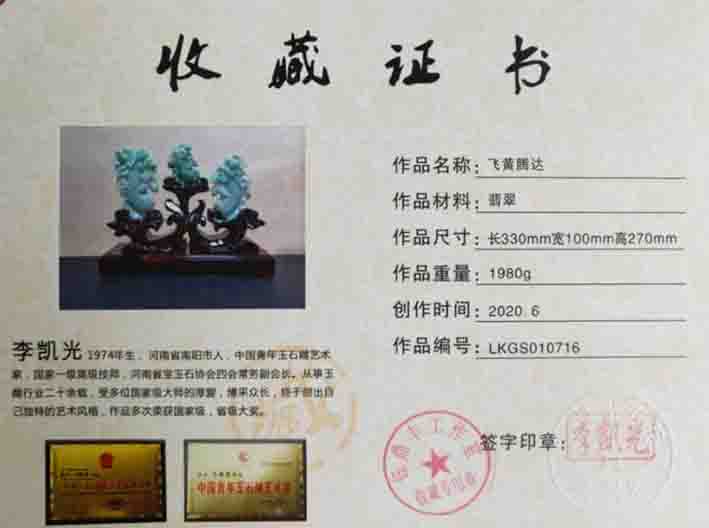 收藏证书
作品名称：飞黄腾达
作品材料：翡翠
作品尺寸：长330mm宽100mm高270mm
作品重量：1980g
创作时间：2020.6
作品编号：LKGS010716
李凯光 1974年生，河南省南阳市人，中国青年玉石雕艺术
家，国家一级高级技师，河南省宝玉石协会四会常务副会长。从事玉
雕行业二十余载，受多位国家级大师的厚爱，博采众长，终于创出自
己独特的艺术风格，作品多次荣获国家级，省级大奖。
中国青年玉石雕艺术家
签字印章：
李凯光